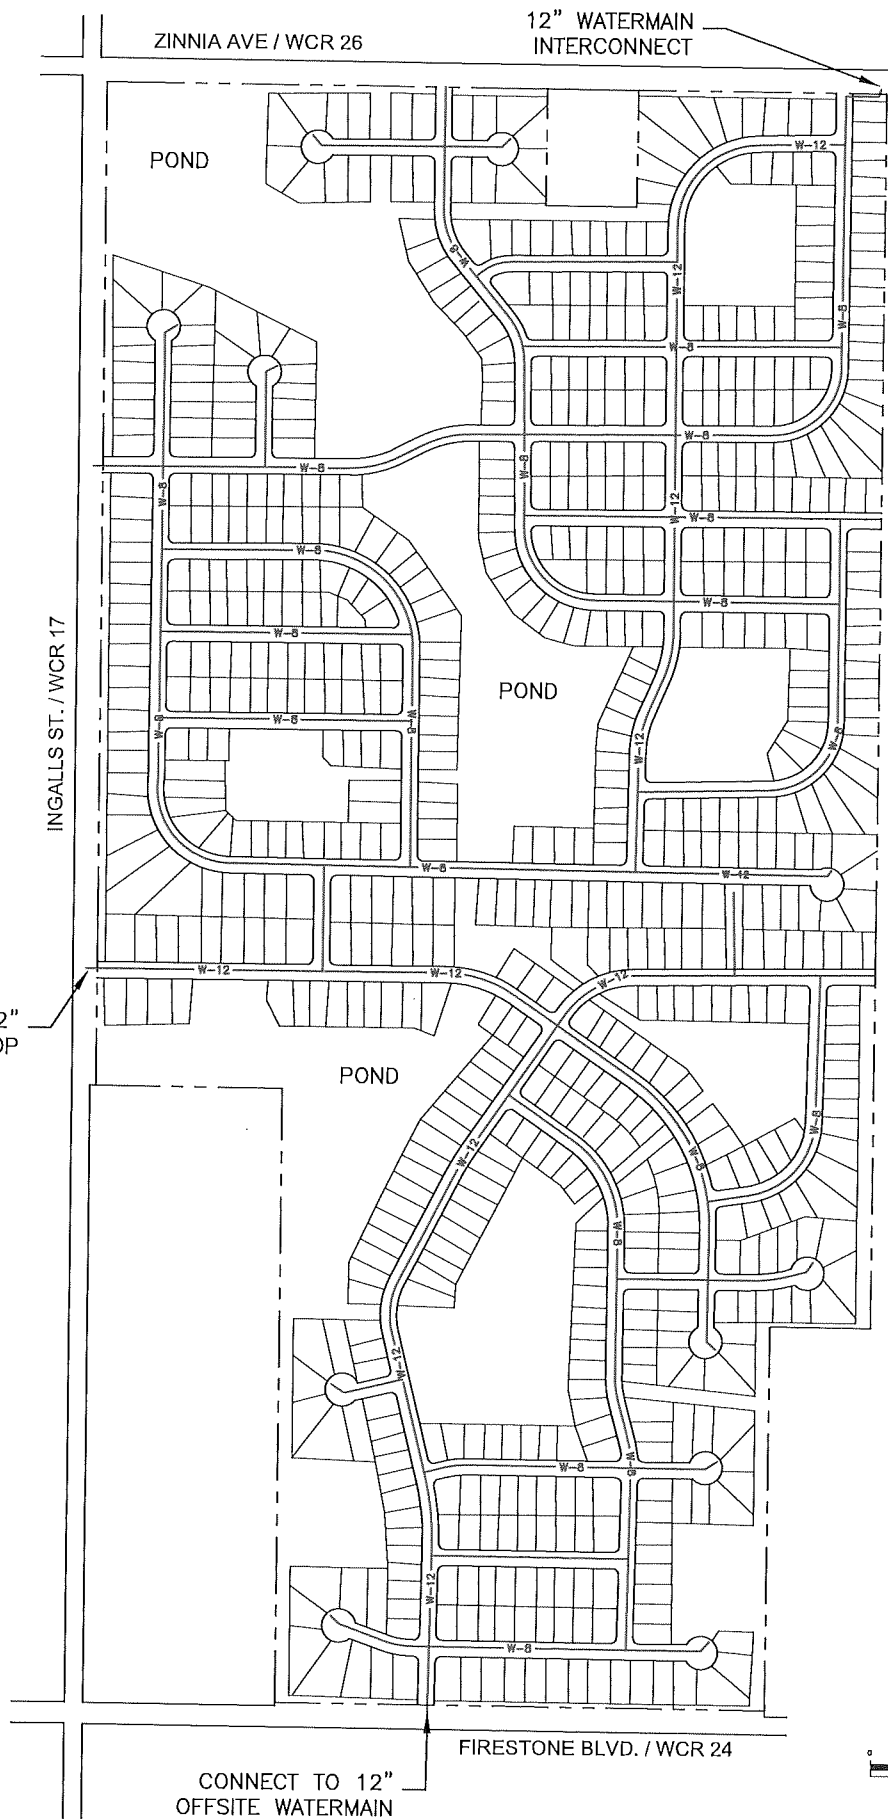 ZINNIA AVE / WCR 26
12" WATERMAIN
INTERCONNECT
POND
W-12
W-8
W-12
W-8
W-8
W-8
W-8
W-8
W-8
W-12
W-8
W-8
W-8
W-8
INGALLS ST. / WCR 17
W-8
POND
W-8
W-8
W-8
W-12
W-8
W-8
W-12
W-12
W-12
W-12
2"
OP
POND
W-8
W-12
W-8
W-8
W-12
W-8
W-8
W-12
W-8
FIRESTONE BLVD. / WCR 24
CONNECT TO 12"
OFFSITE WATERMAIN
0